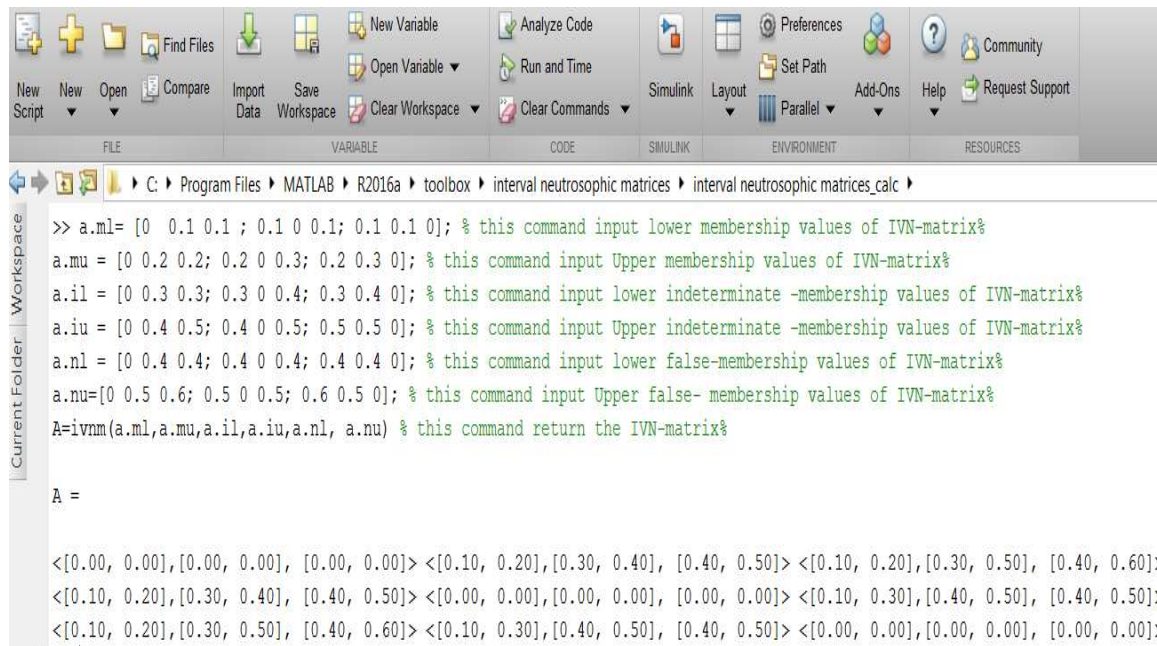 New Script
New
Open
Find Files
Compare
Import Data
Save Workspace
New Variable
Open Variable
Clear Workspace
Analyze Code
Run and Time
Clear Commands
Simulink
Layout
Preferences
Set Path
Parallel
Add-Ons
Help
Community
Request Support
FILE
VARIABLE
CODE
SIMULINK
ENVIRONMENT
RESOURCES
C: Program Files MATLAB R2016a toolbox interval neutrosophic matrices interval neutrosophic matrices_calc
Workspace
Current Folder
>> a.ml= [0 0.1 0.1 ; 0.1 0 0.1; 0.1 0.1 0]; % this command input lower membership values of IVN-matrix%
a.mu = [0 0.2 0.2; 0.2 0 0.3; 0.2 0.3 0]; % this command input Upper membership values of IVN-matrix%
a.il = [0 0.3 0.3; 0.3 0 0.4; 0.3 0.4 0]; % this command input lower indeterminate -membership values of IVN-matrix%
a.iu = [0 0.4 0.5; 0.4 0 0.5; 0.5 0.5 0]; % this command input Upper indeterminate -membership values of IVN-matrix%
a.nl = [0 0.4 0.4; 0.4 0 0.4; 0.4 0.4 0]; % this command input lower false-membership values of IVN-matrix%
a.nu=[0 0.5 0.6; 0.5 0 0.5; 0.6 0.5 0]; % this command input Upper false- membership values of IVN-matrix%
A=ivnm(a.ml,a.mu,a.il,a.iu,a.nl, a.nu) % this command return the IVN-matrix%
A =
<[0.00, 0.00],[0.00, 0.00], [0.00, 0.00]> <[0.10, 0.20],[0.30, 0.40], [0.40, 0.50]> <[0.10, 0.20],[0.30, 0.50], [0.40, 0.60]>
<[0.10, 0.20],[0.30, 0.40], [0.40, 0.50]> <[0.00, 0.00],[0.00, 0.00], [0.00, 0.00]> <[0.10, 0.30],[0.40, 0.50], [0.40, 0.50]>
<[0.10, 0.20],[0.30, 0.50], [0.40, 0.60]> <[0.10, 0.30],[0.40, 0.50], [0.40, 0.50]> <[0.00, 0.00],[0.00, 0.00], [0.00, 0.00]>